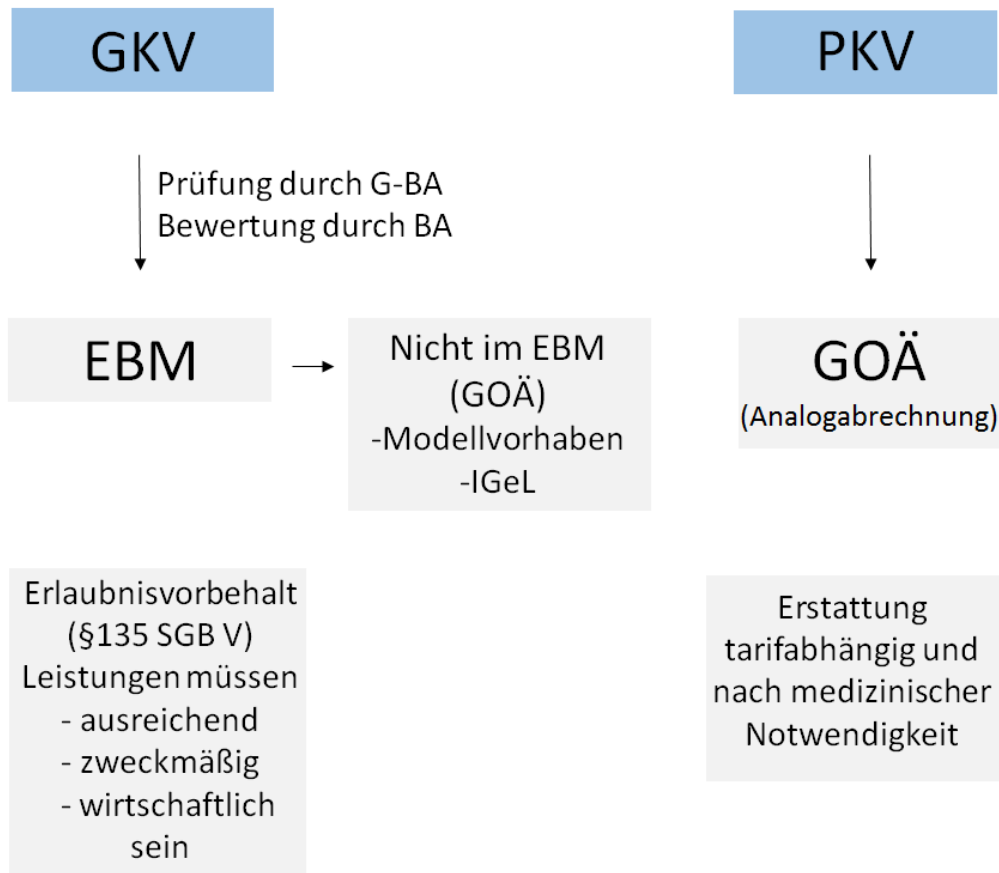 GKV
PKV
Prüfung durch G-BA
Bewertung durch BA
EBM
Nicht im EBM
(GOÄ)
-Modellvorhaben
-IGeL
GOÄ
(Analogabrechnung)
Erlaubnisvorbehalt
(§135 SGB V)
Leistungen müssen
- ausreichend
- zweckmäßig
- wirtschaftlich
sein
Erstattung
tarifabhängig und
nach medizinischer
Notwendigkeit